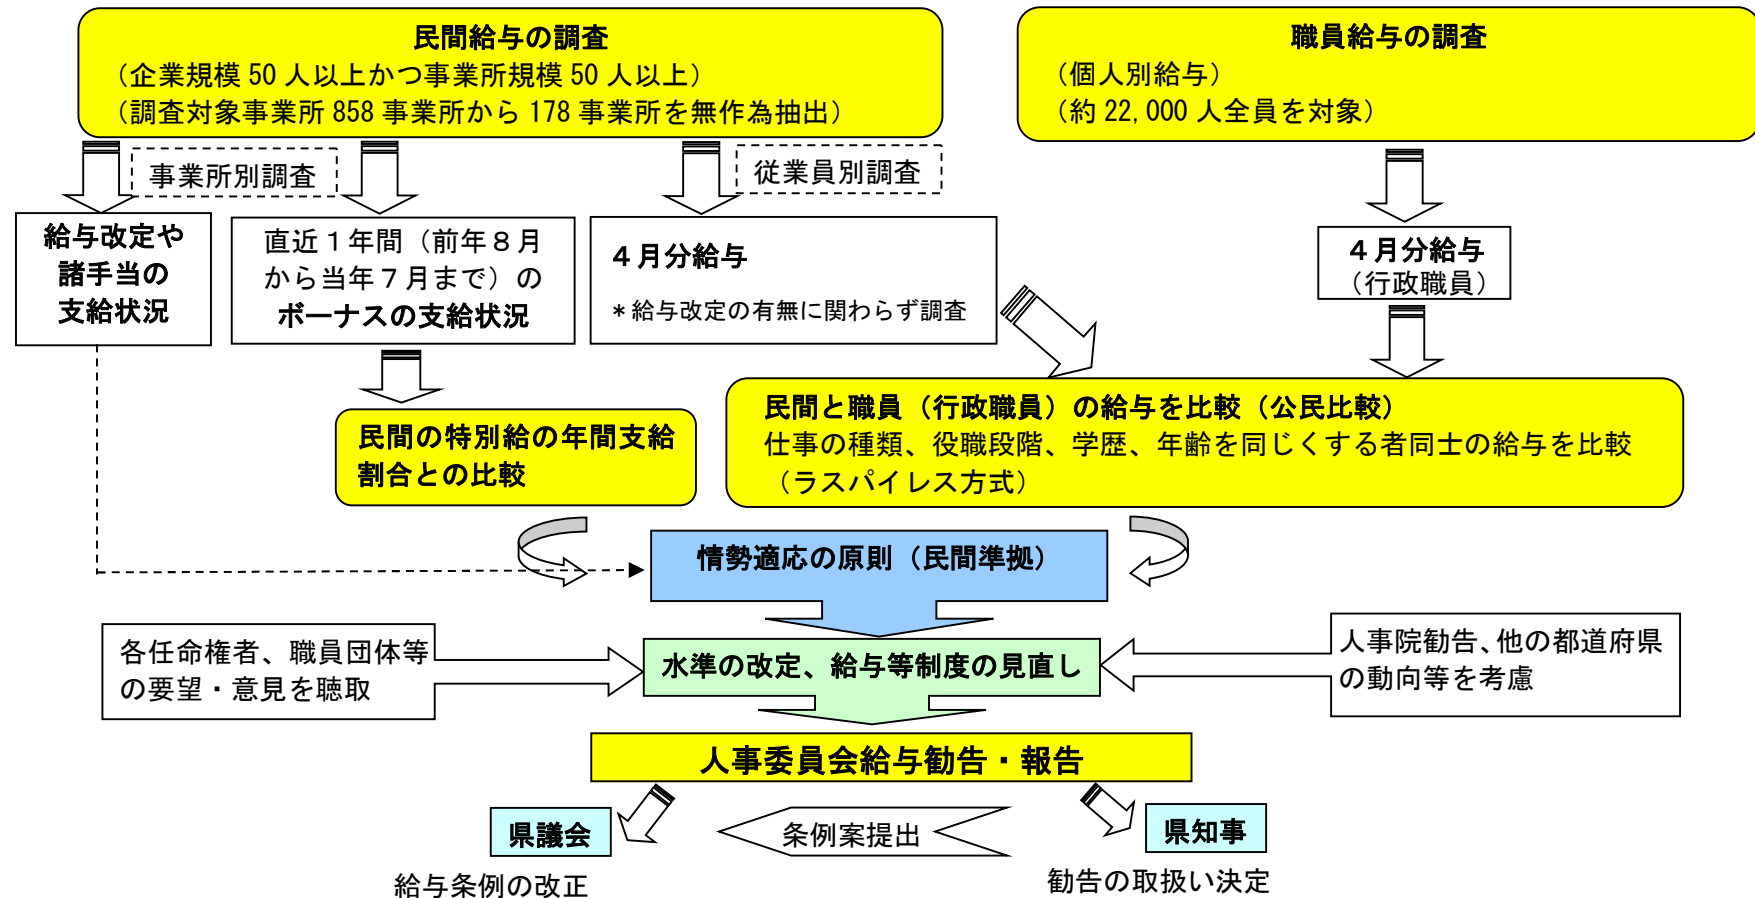 民間給与の調査
（企業規模 50 人以上かつ事業所規模 50 人以上）
（調査対象事業所 858 事業所から 178 事業所を無作為抽出）
職員給与の調査
（個人別給与）
（約 22,000 人全員を対象）
事業所別調査
従業員別調査
給与改定や
諸手当の
支給状況
直近１年間（前年８月
から当年７月まで）の
ボーナスの支給状況
４月分給与
＊給与改定の有無に関わらず調査
４月分給与
（行政職員）
民間の特別給の年間支給
割合との比較
民間と職員（行政職員）の給与を比較（公民比較）
仕事の種類、役職段階、学歴、年齢を同じくする者同士の給与を比較
（ラスパイレス方式）
情勢適応の原則（民間準拠）
各任命権者、職員団体等
の要望・意見を聴取
水準の改定、給与等制度の見直し
人事院勧告、他の都道府県
の動向等を考慮
人事委員会給与勧告・報告
県議会
条例案提出
県知事
給与条例の改正
勧告の取扱い決定